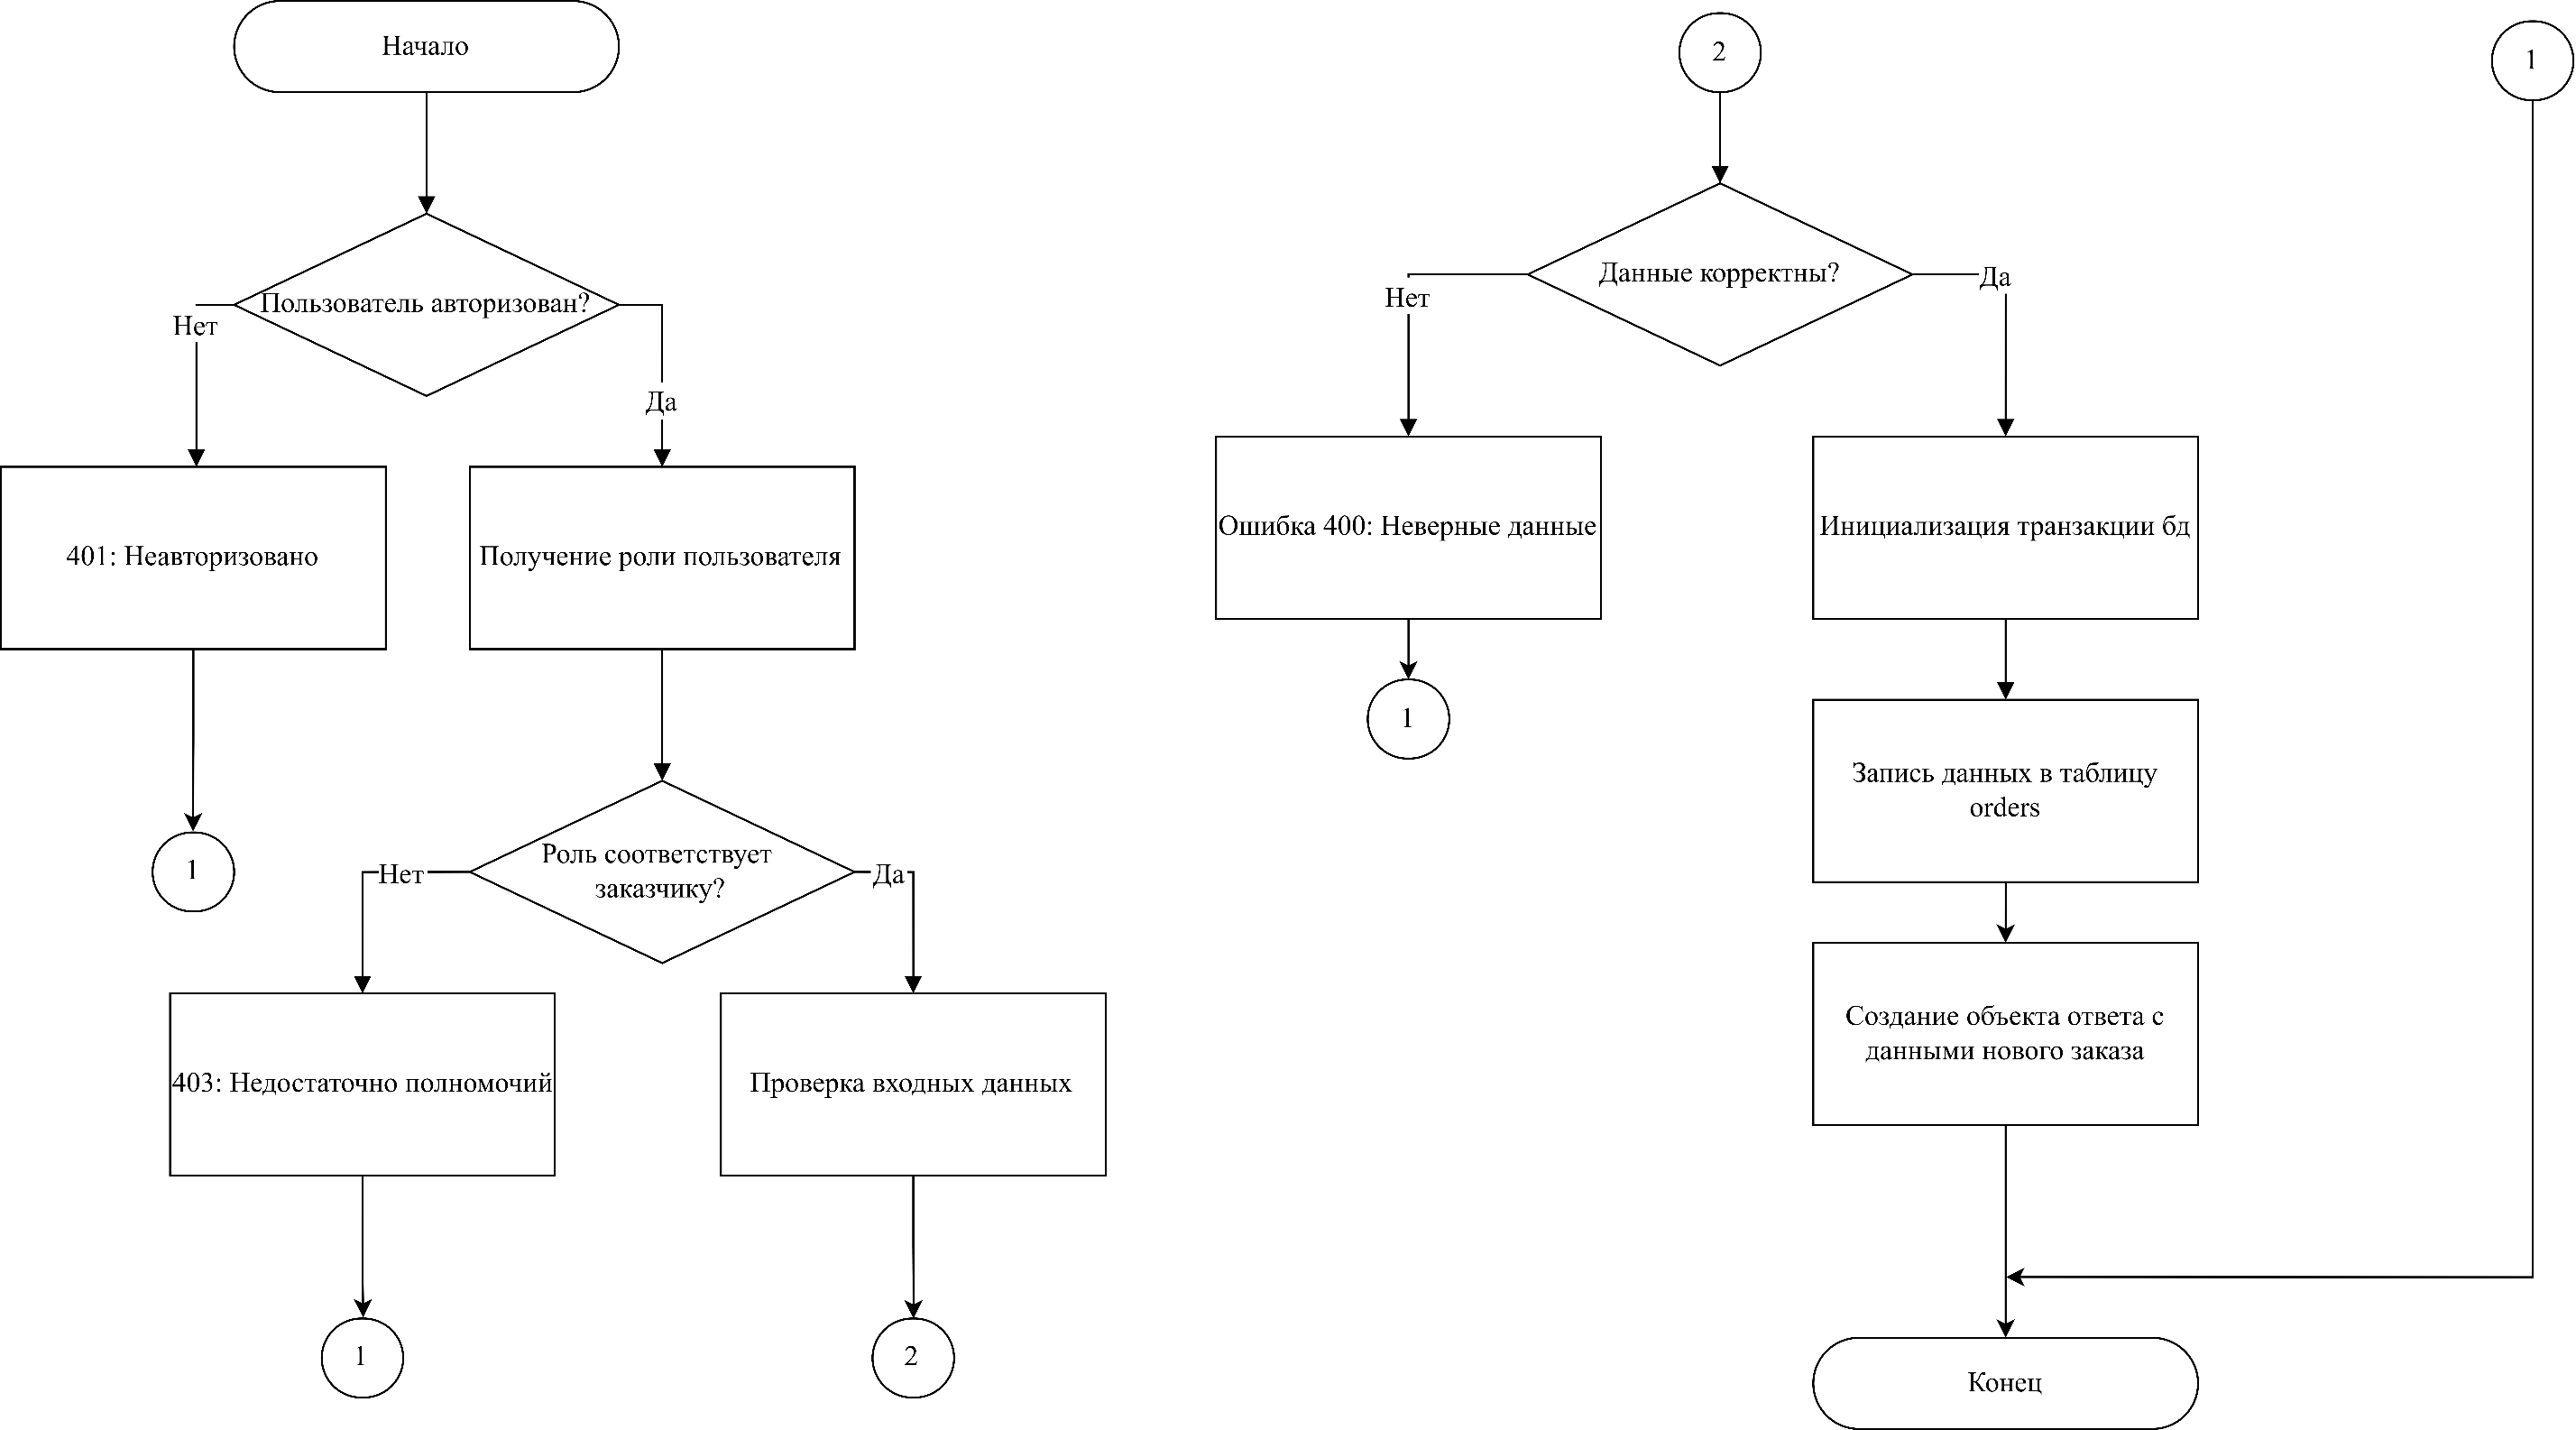 Начало
Пользователь авторизован?
Нет
Да
401: Неавторизовано
Получение роли пользователя
1
Роль соответствует
заказчику?
Нет
Да
403: Недостаточно полномочий
Проверка входных данных
1
2
2
Данные корректны?
Нет
Да
Ошибка 400: Неверные данные
Инициализация транзакции бд
1
Запись данных в таблицу
orders
Создание объекта ответа с
данными нового заказа
1
Конец